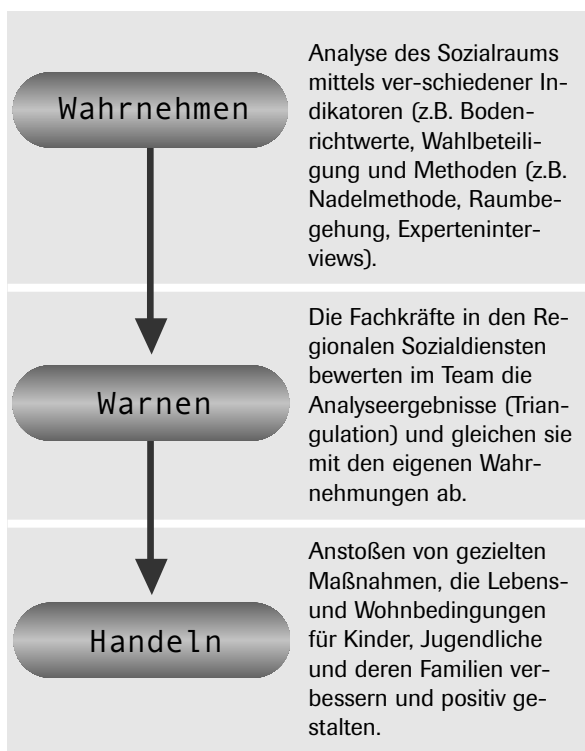 Wahrnehmen
Analyse des Sozialraums
mittels ver-schiedener In-
dikatoren (z.B. Boden-
richtwerte, Wahlbeteili-
gung und Methoden (z.B.
Nadelmethode, Raumbe-
gehung, Experteninter-
views).
Warnen
Die Fachkräfte in den Re-
gionalen Sozialdiensten
bewerten im Team die
Analyseergebnisse (Trian-
gulation) und gleichen sie
mit den eigenen Wahr-
nehmungen ab.
Handeln
Anstoßen von gezielten
Maßnahmen, die Lebens-
und Wohnbedingungen
für Kinder, Jugendliche
und deren Familien ver-
bessern und positiv ge-
stalten.